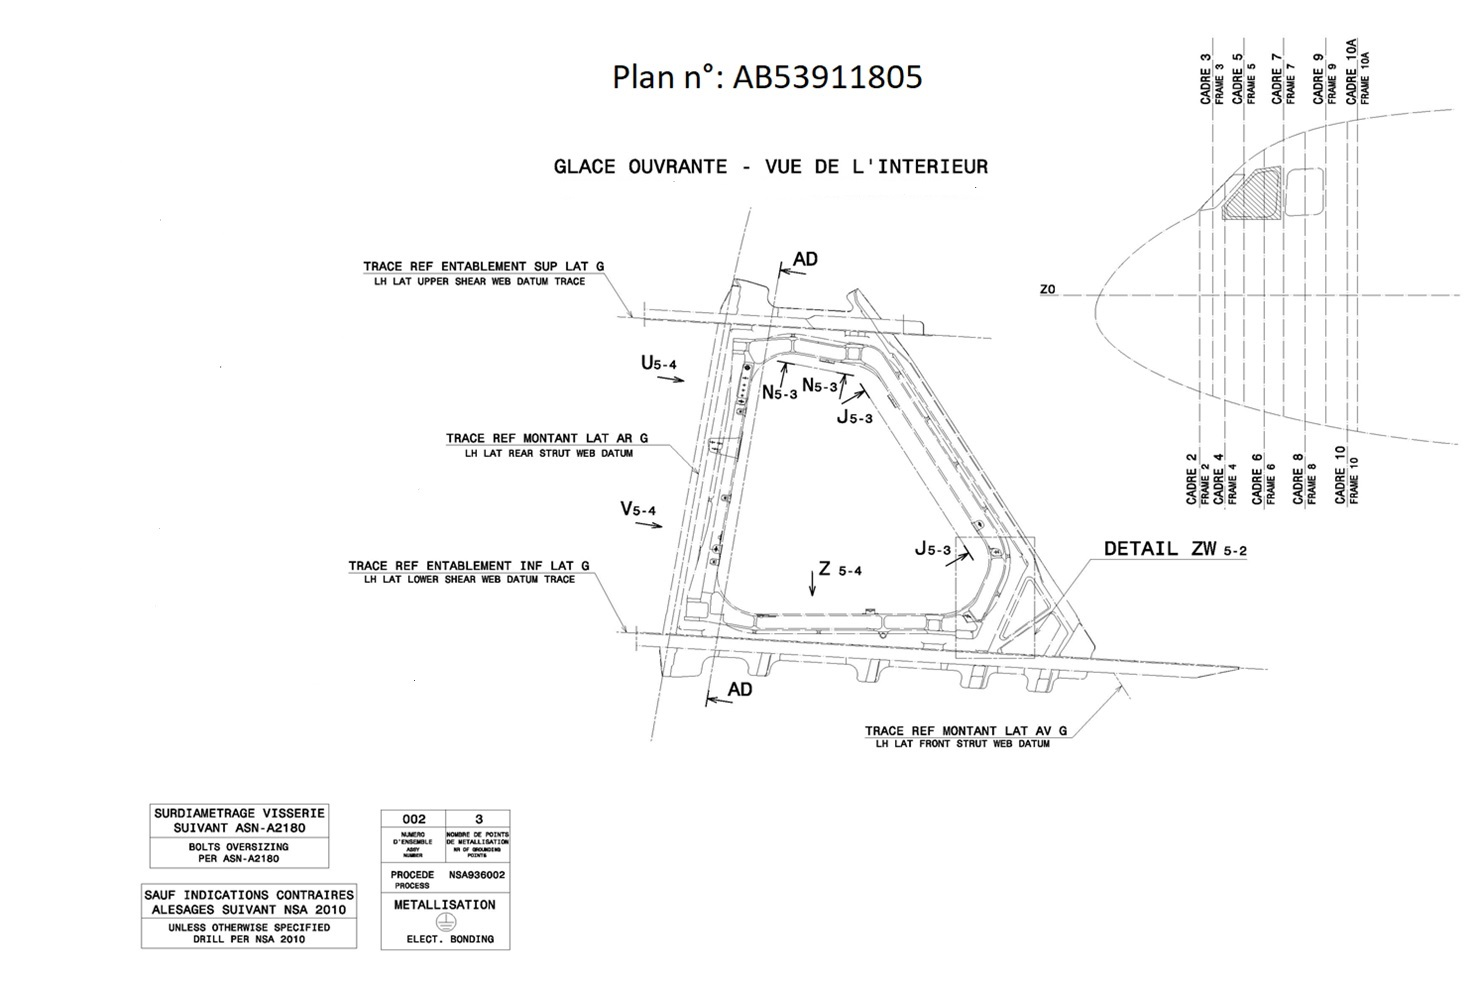 Plan n°: AB53911805
GLACE OUVRANTE - VUE DE L'INTERIEUR
CADRE 3
FRAME 3
CADRE 5
FRAME 5
CADRE 7
FRAME 7
CADRE 9
FRAME 9
CADRE 10A
FRAME 10A
Z0
CADRE 2
FRAME 2
CADRE 4
FRAME 4
CADRE 6
FRAME 6
CADRE 8
FRAME 8
CADRE 10
FRAME 10
TRACE REF ENTABLEMENT SUP LAT G
LH LAT UPPER SHEAR WEB DATUM TRACE
AD
U5-4
N5-3
N5-3
J5-3
TRACE REF MONTANT LAT AR G
LH LAT REAR STRUT WEB DATUM
V5-4
J5-3
DETAIL ZW 5-2
TRACE REF ENTABLEMENT INF LAT G
LH LAT LOWER SHEAR WEB DATUM TRACE
Z 5-4
AD
TRACE REF MONTANT LAT AV G
LH LAT FRONT STRUT WEB DATUM
SURDIAMETRAGE VISSERIE
SUIVANT ASN-A2180
BOLTS OVERSIZING
PER ASN-A2180
SAUF INDICATIONS CONTRAIRES
ALESAGES SUIVANT NSA 2010
UNLESS OTHERWISE SPECIFIED
DRILL PER NSA 2010
002
3
NUMERO
D'ENSEMBLE
ASSY
NUMBER
NOMBRE DE POINTS
DE METALLISATION
NR OF GROUNDING
POINTS
PROCEDE NSA936002
PROCESS
METALLISATION
ELECT. BONDING